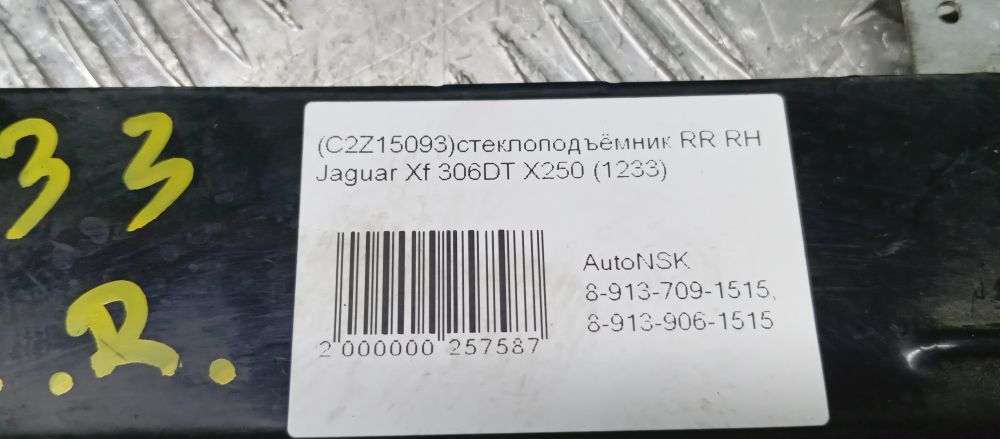 33
.R.
(C2Z15093)стеклоподъёмник RR RH
Jaguar Xf 306DT X250 (1233)
AutoNSK
8-913-709-1515,
8-913-906-1515
2 000000 257587